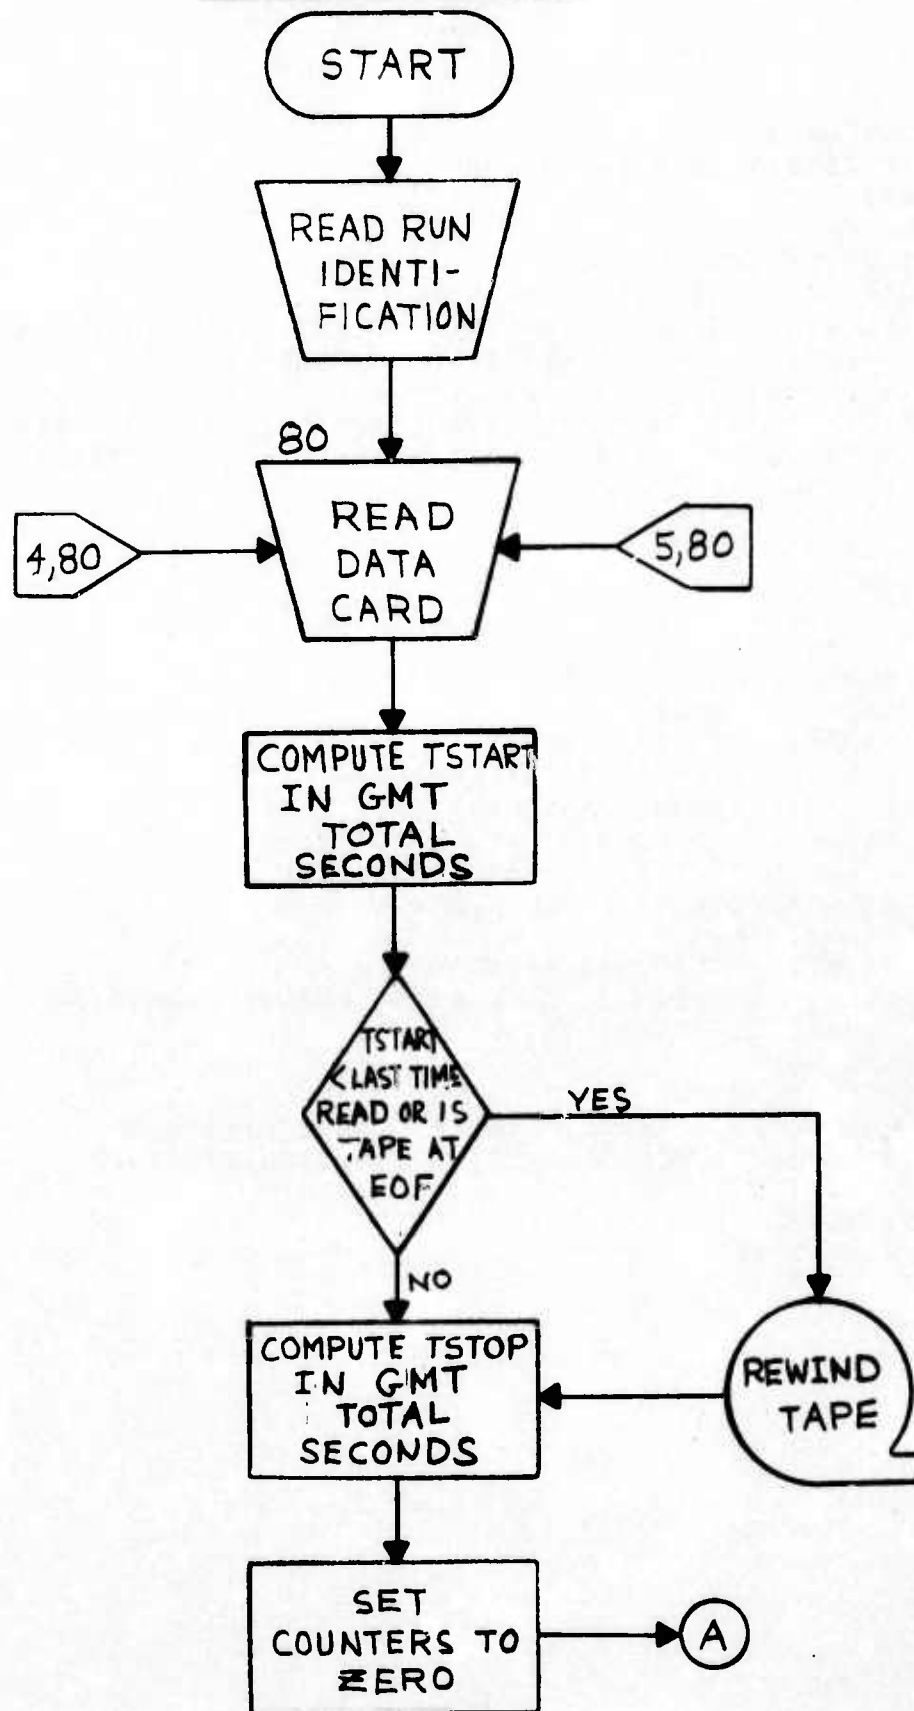 START
READ RUN
IDENTI-
FICATION
80
READ
DATA
CARD
4,80
5,80
COMPUTE TSTART
IN GMT
TOTAL
SECONDS
TSTART
< LAST TIME
READ OR IS
TAPE AT
EOF
YES
NO
COMPUTE TSTOP
IN GMT
TOTAL
SECONDS
REWIND
TAPE
SET
COUNTERS TO
ZERO
A